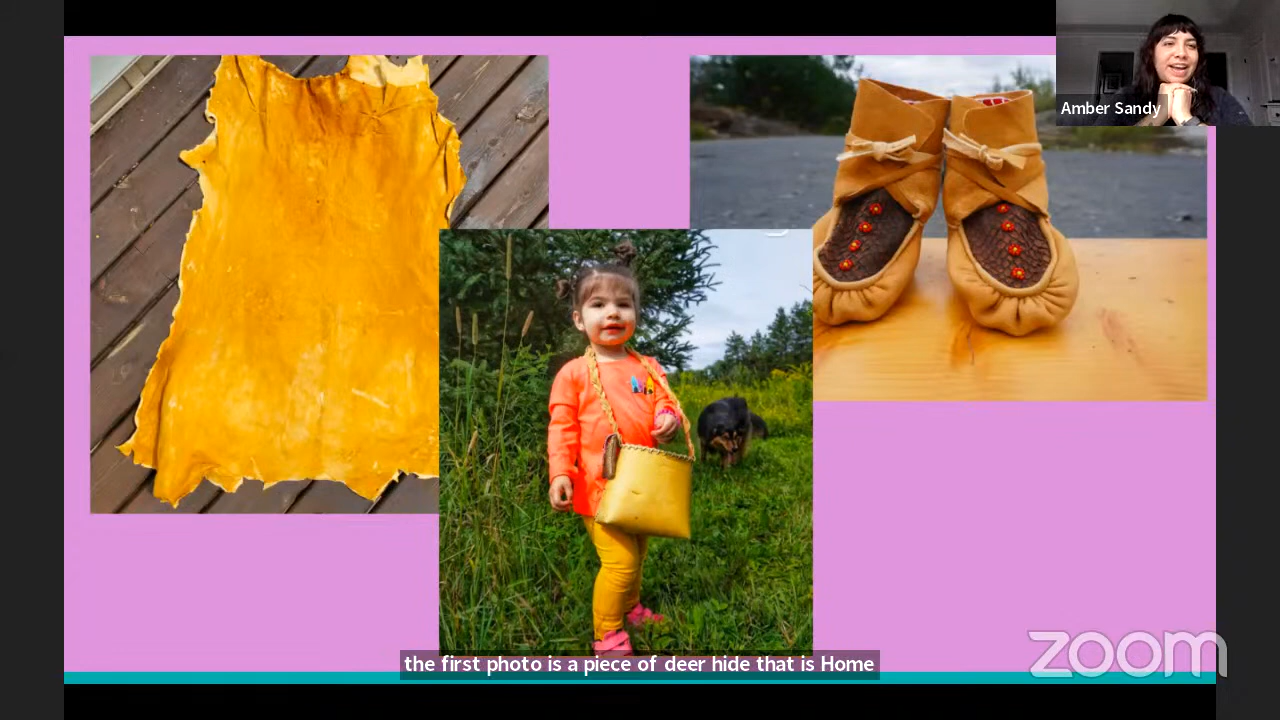 Amber Sandy
the first photo is a piece of deer hide that is Home
zoom